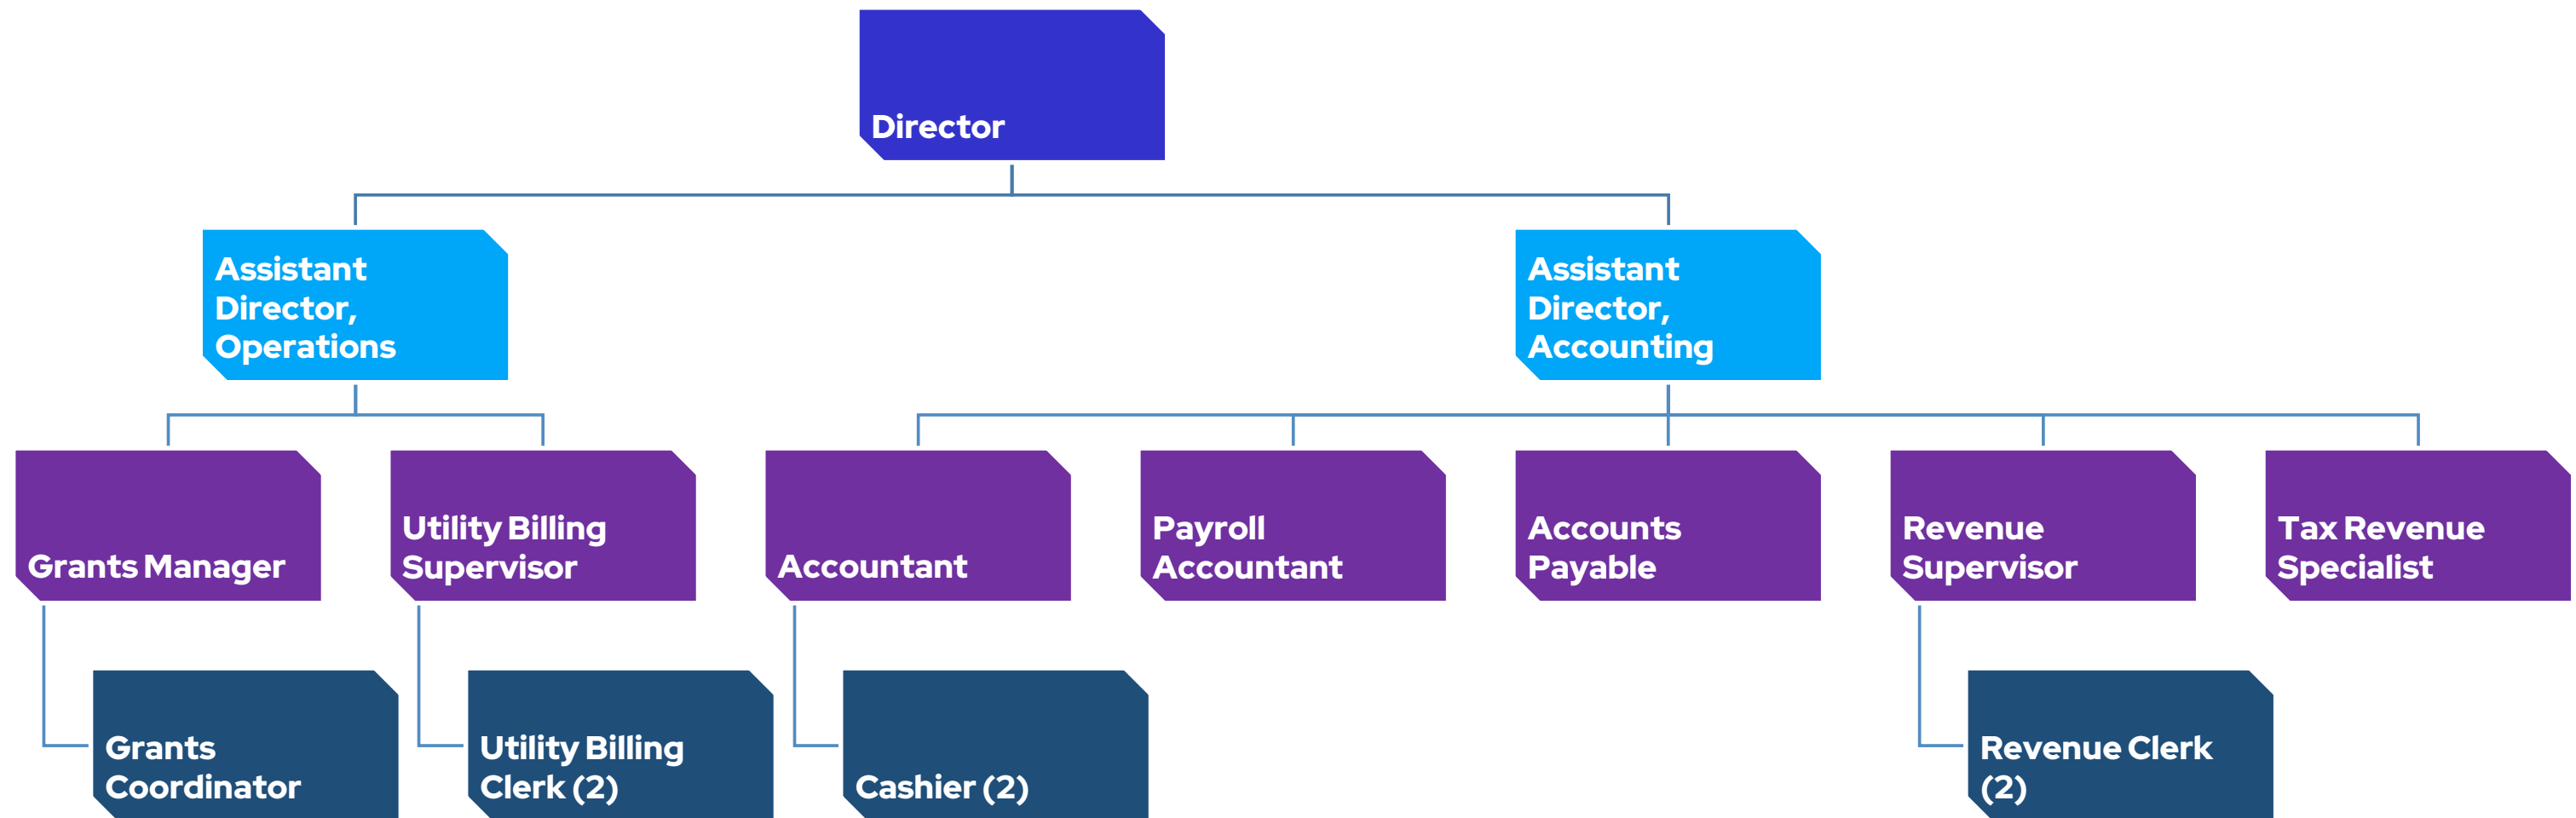 Director
Assistant
Director,
Operations
Assistant
Director,
Accounting
Grants Manager
Utility Billing
Supervisor
Accountant
Payroll
Accountant
Accounts
Payable
Revenue
Supervisor
Tax Revenue
Specialist
Grants
Coordinator
Utility Billing
Clerk (2)
Cashier (2)
Revenue Clerk
(2)